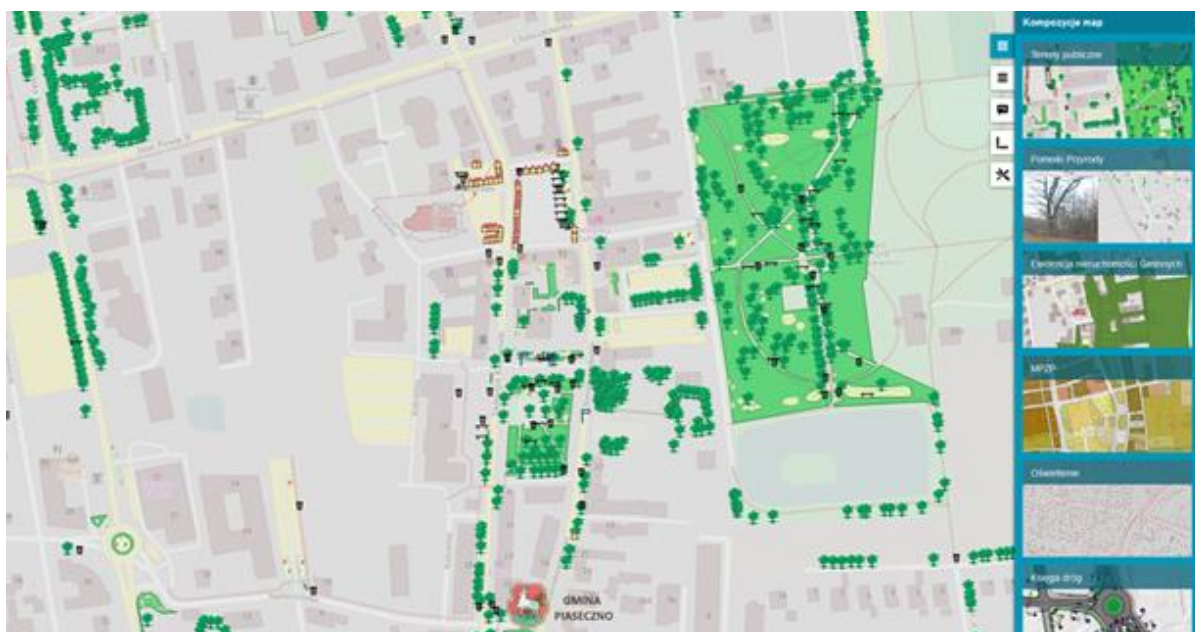 Kompozycje map
Tereny publiczne
Pomniki Przyrody
Ewidencja nieruchomości Gminnych
MPZP
Oświetlenie
Księga dróg
GMINA
PIASECZNO